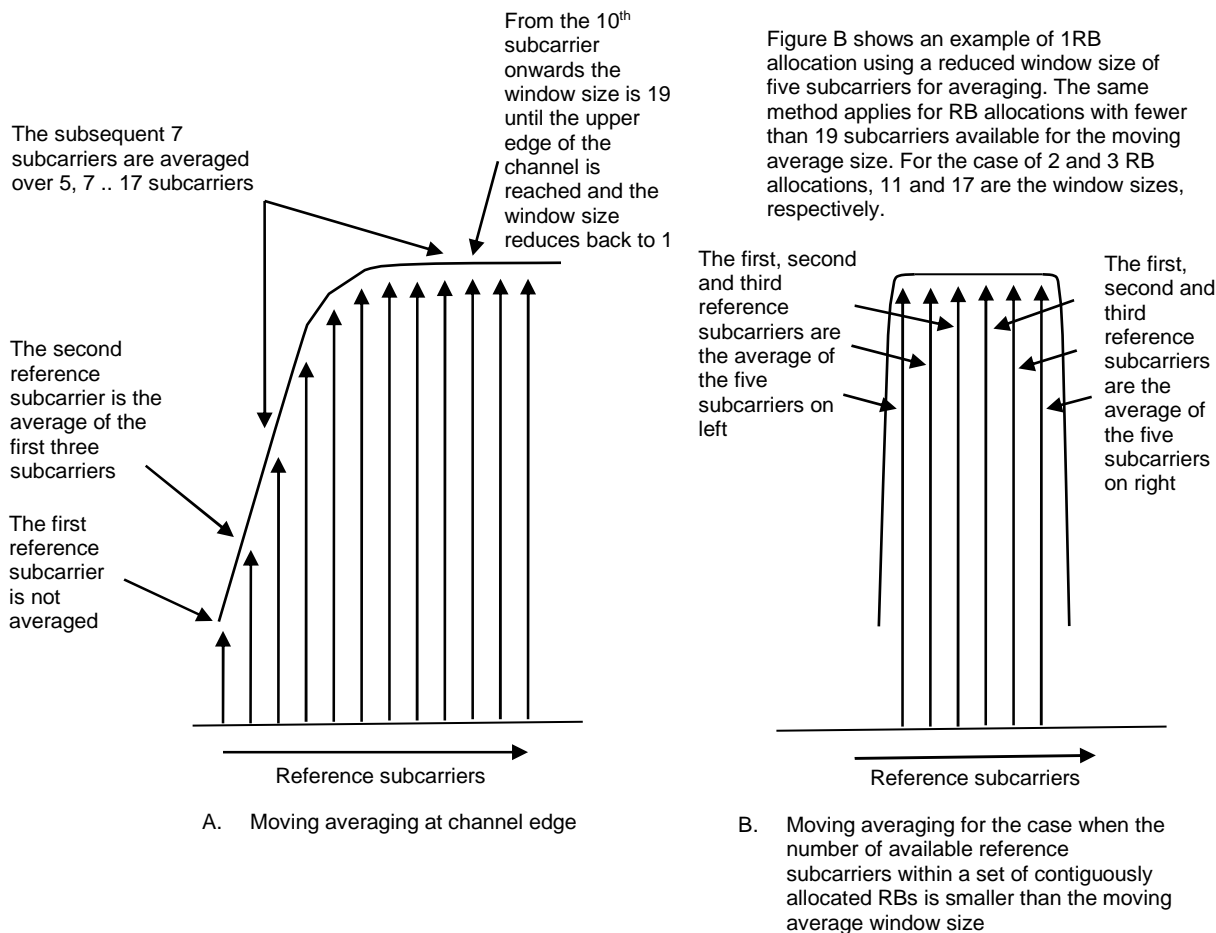 From the 10th
subcarrier
onwards the
window size is 19
until the upper
edge of the
channel is
reached and the
window size
reduces back to 1
The subsequent 7
subcarriers are averaged
over 5, 7 .. 17 subcarriers
The second
reference
subcarrier is the
average of the
first three
subcarriers
The first
reference
subcarrier
is not
averaged
Reference subcarriers
A. Moving averaging at channel edge
Figure B shows an example of 1RB
allocation using a reduced window size of
five subcarriers for averaging. The same
method applies for RB allocations with fewer
than 19 subcarriers available for the moving
average size. For the case of 2 and 3 RB
allocations, 11 and 17 are the window sizes,
respectively.
The first, second
and third
reference
subcarriers are
the average of
the five
subcarriers on
left
The first,
second and
third
reference
subcarriers
are the
average of
the five
subcarriers
on right
Reference subcarriers
B. Moving averaging for the case when the
number of available reference
subcarriers within a set of contiguously
allocated RBs is smaller than the moving
average window size